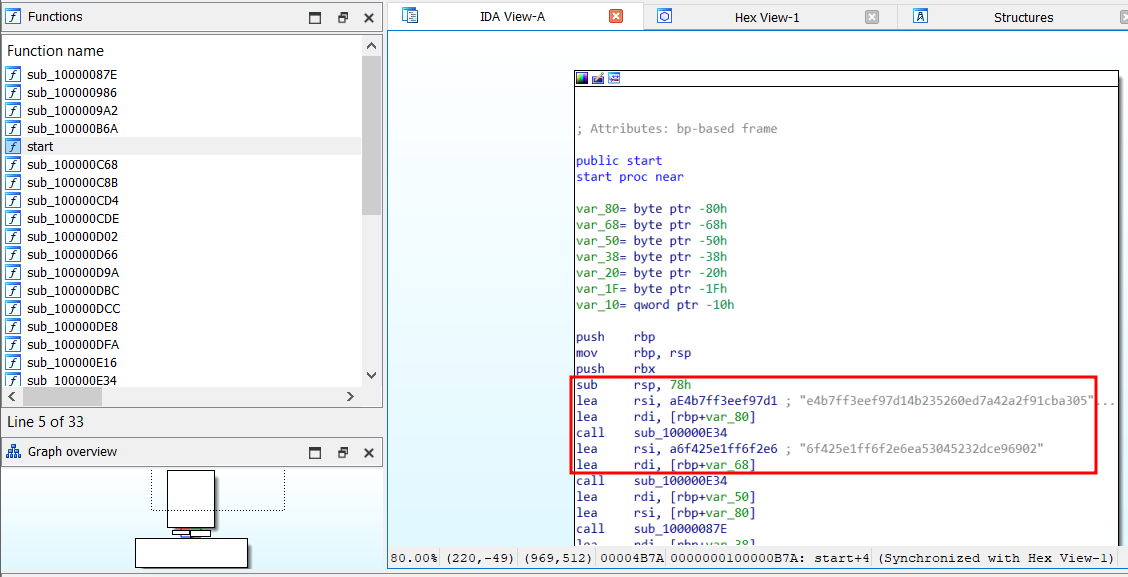 Functions
Function name
sub_10000087E
sub_100000986
sub_1000009A2
sub_100000B6A
start
sub_100000C68
sub_100000C8B
sub_100000CD4
sub_100000CDE
sub_100000D02
sub_100000D66
sub_100000D9A
sub_100000DBC
sub_100000DCC
sub_100000DE8
sub_100000DFA
sub_100000E16
sub_100000E34
Line 5 of 33
Graph overview
IDA View-A
Hex View-1
Structures
; Attributes: bp-based frame
public start
start proc near
var_80= byte ptr -80h
var_68= byte ptr -68h
var_50= byte ptr -50h
var_38= byte ptr -38h
var_20= byte ptr -20h
var_1F= byte ptr -1Fh
var_10= qword ptr -10h
push rbp
mov rbp, rsp
push rbx
sub rsp, 78h
lea rsi, aE4b7ff3eef97d1 ; "e4b7ff3eef97d14b235260ed7a42a2f91cba305"...
lea rdi, [rbp+var_80]
call sub_100000E34
lea rsi, a6f425e1ff6f2e6 ; "6f425e1ff6f2e6ea53045232dce96902"
lea rdi, [rbp+var_68]
call sub_100000E34
lea rdi, [rbp+var_50]
lea rsi, [rbp+var_80]
call sub_10000087E
lea rdi, [rbp+var_38]
80.00% (220,-49) (969,512) 00004B7A 0000000100000B7A: start+4 (Synchronized with Hex View-1)